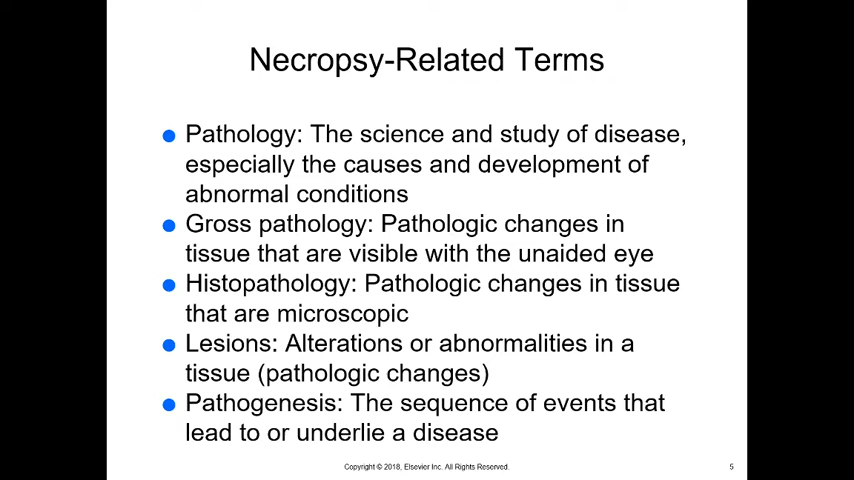 Necropsy-Related Terms
Pathology: The science and study of disease,
especially the causes and development of
abnormal conditions
Gross pathology: Pathologic changes in
tissue that are visible with the unaided eye
Histopathology: Pathologic changes in tissue
that are microscopic
Lesions: Alterations or abnormalities in a
tissue (pathologic changes)
Pathogenesis: The sequence of events that
lead to or underlie a disease
Copyright © 2018, Elsevier Inc. All Rights Reserved.
5